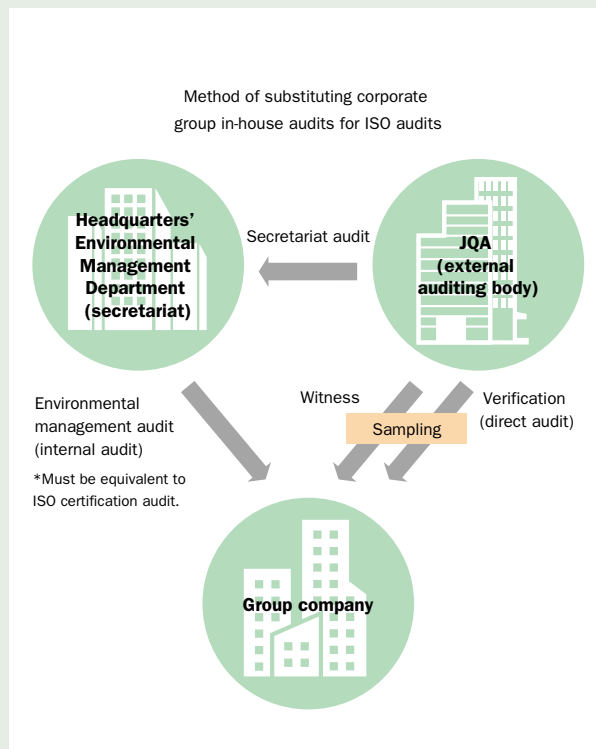 Method of substituting corporate
group in-house audits for ISO audits
Headquarters’
Environmental
Management
Department
(secretariat)
Secretariat audit
JQA
(external
auditing body)
Environmental
management audit
(internal audit)
*Must be equivalent to
ISO certification audit.
Witness
Sampling
Verification
(direct audit)
Group company